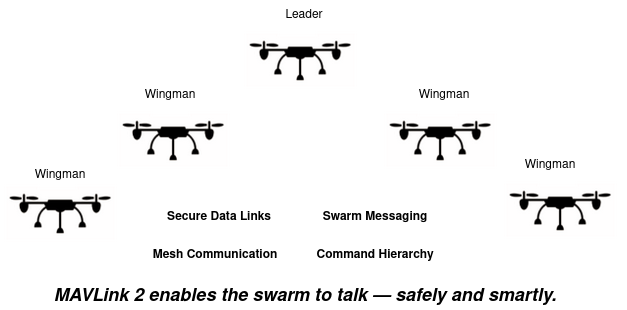 Leader
Wingman
Wingman
Wingman
Wingman
Secure Data Links
Swarm Messaging
Mesh Communication
Command Hierarchy
MAVLink 2 enables the swarm to talk — safely and smartly.